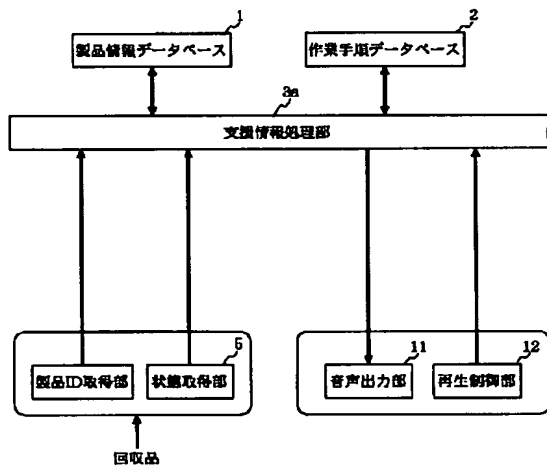 1
2
製品情報データベース
作業手順データベース
3a
支援情報処理部
5
11
12
製品ID取得部
状態取得部
音声出力部
再生制御部
回収品